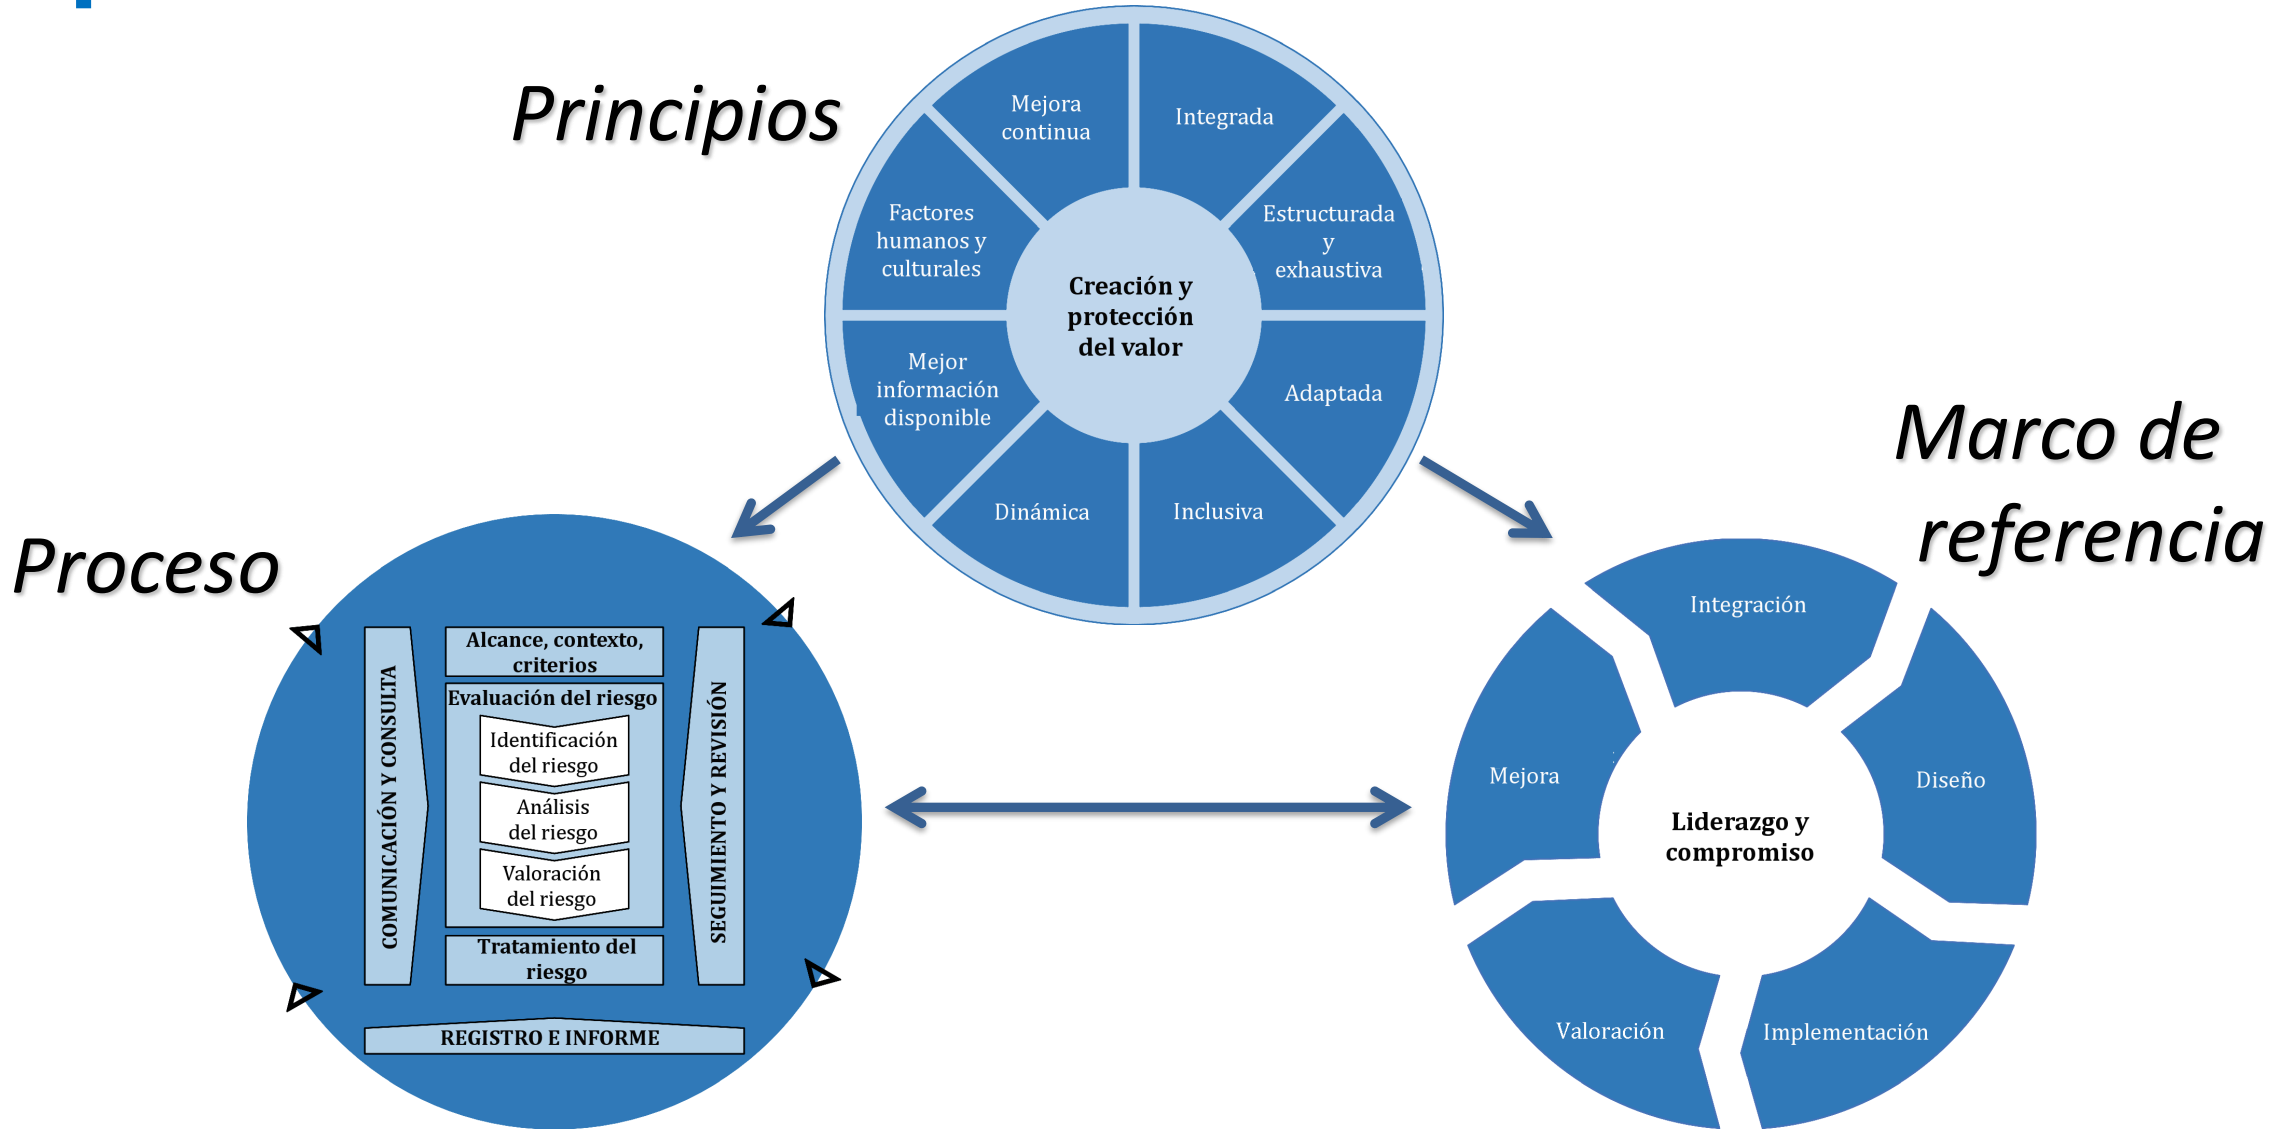 Principios
Mejora
continua
Integrada
Factores
humanos y
culturales
Estructurada
y
exhaustiva
Creación y
protección
del valor
Mejor
información
disponible
Adaptada
Dinámica
Inclusiva
Marco de
referencia
Proceso
Alcance, contexto,
criterios
Evaluación del riesgo
Identificación
del riesgo
Análisis
del riesgo
Valoración
del riesgo
Tratamiento del
riesgo
COMUNICACIÓN Y CONSULTA
SEGUIMIENTO Y REVISIÓN
REGISTRO E INFORME
Integración
Mejora
Diseño
Liderazgo y
compromiso
Valoración
Implementación